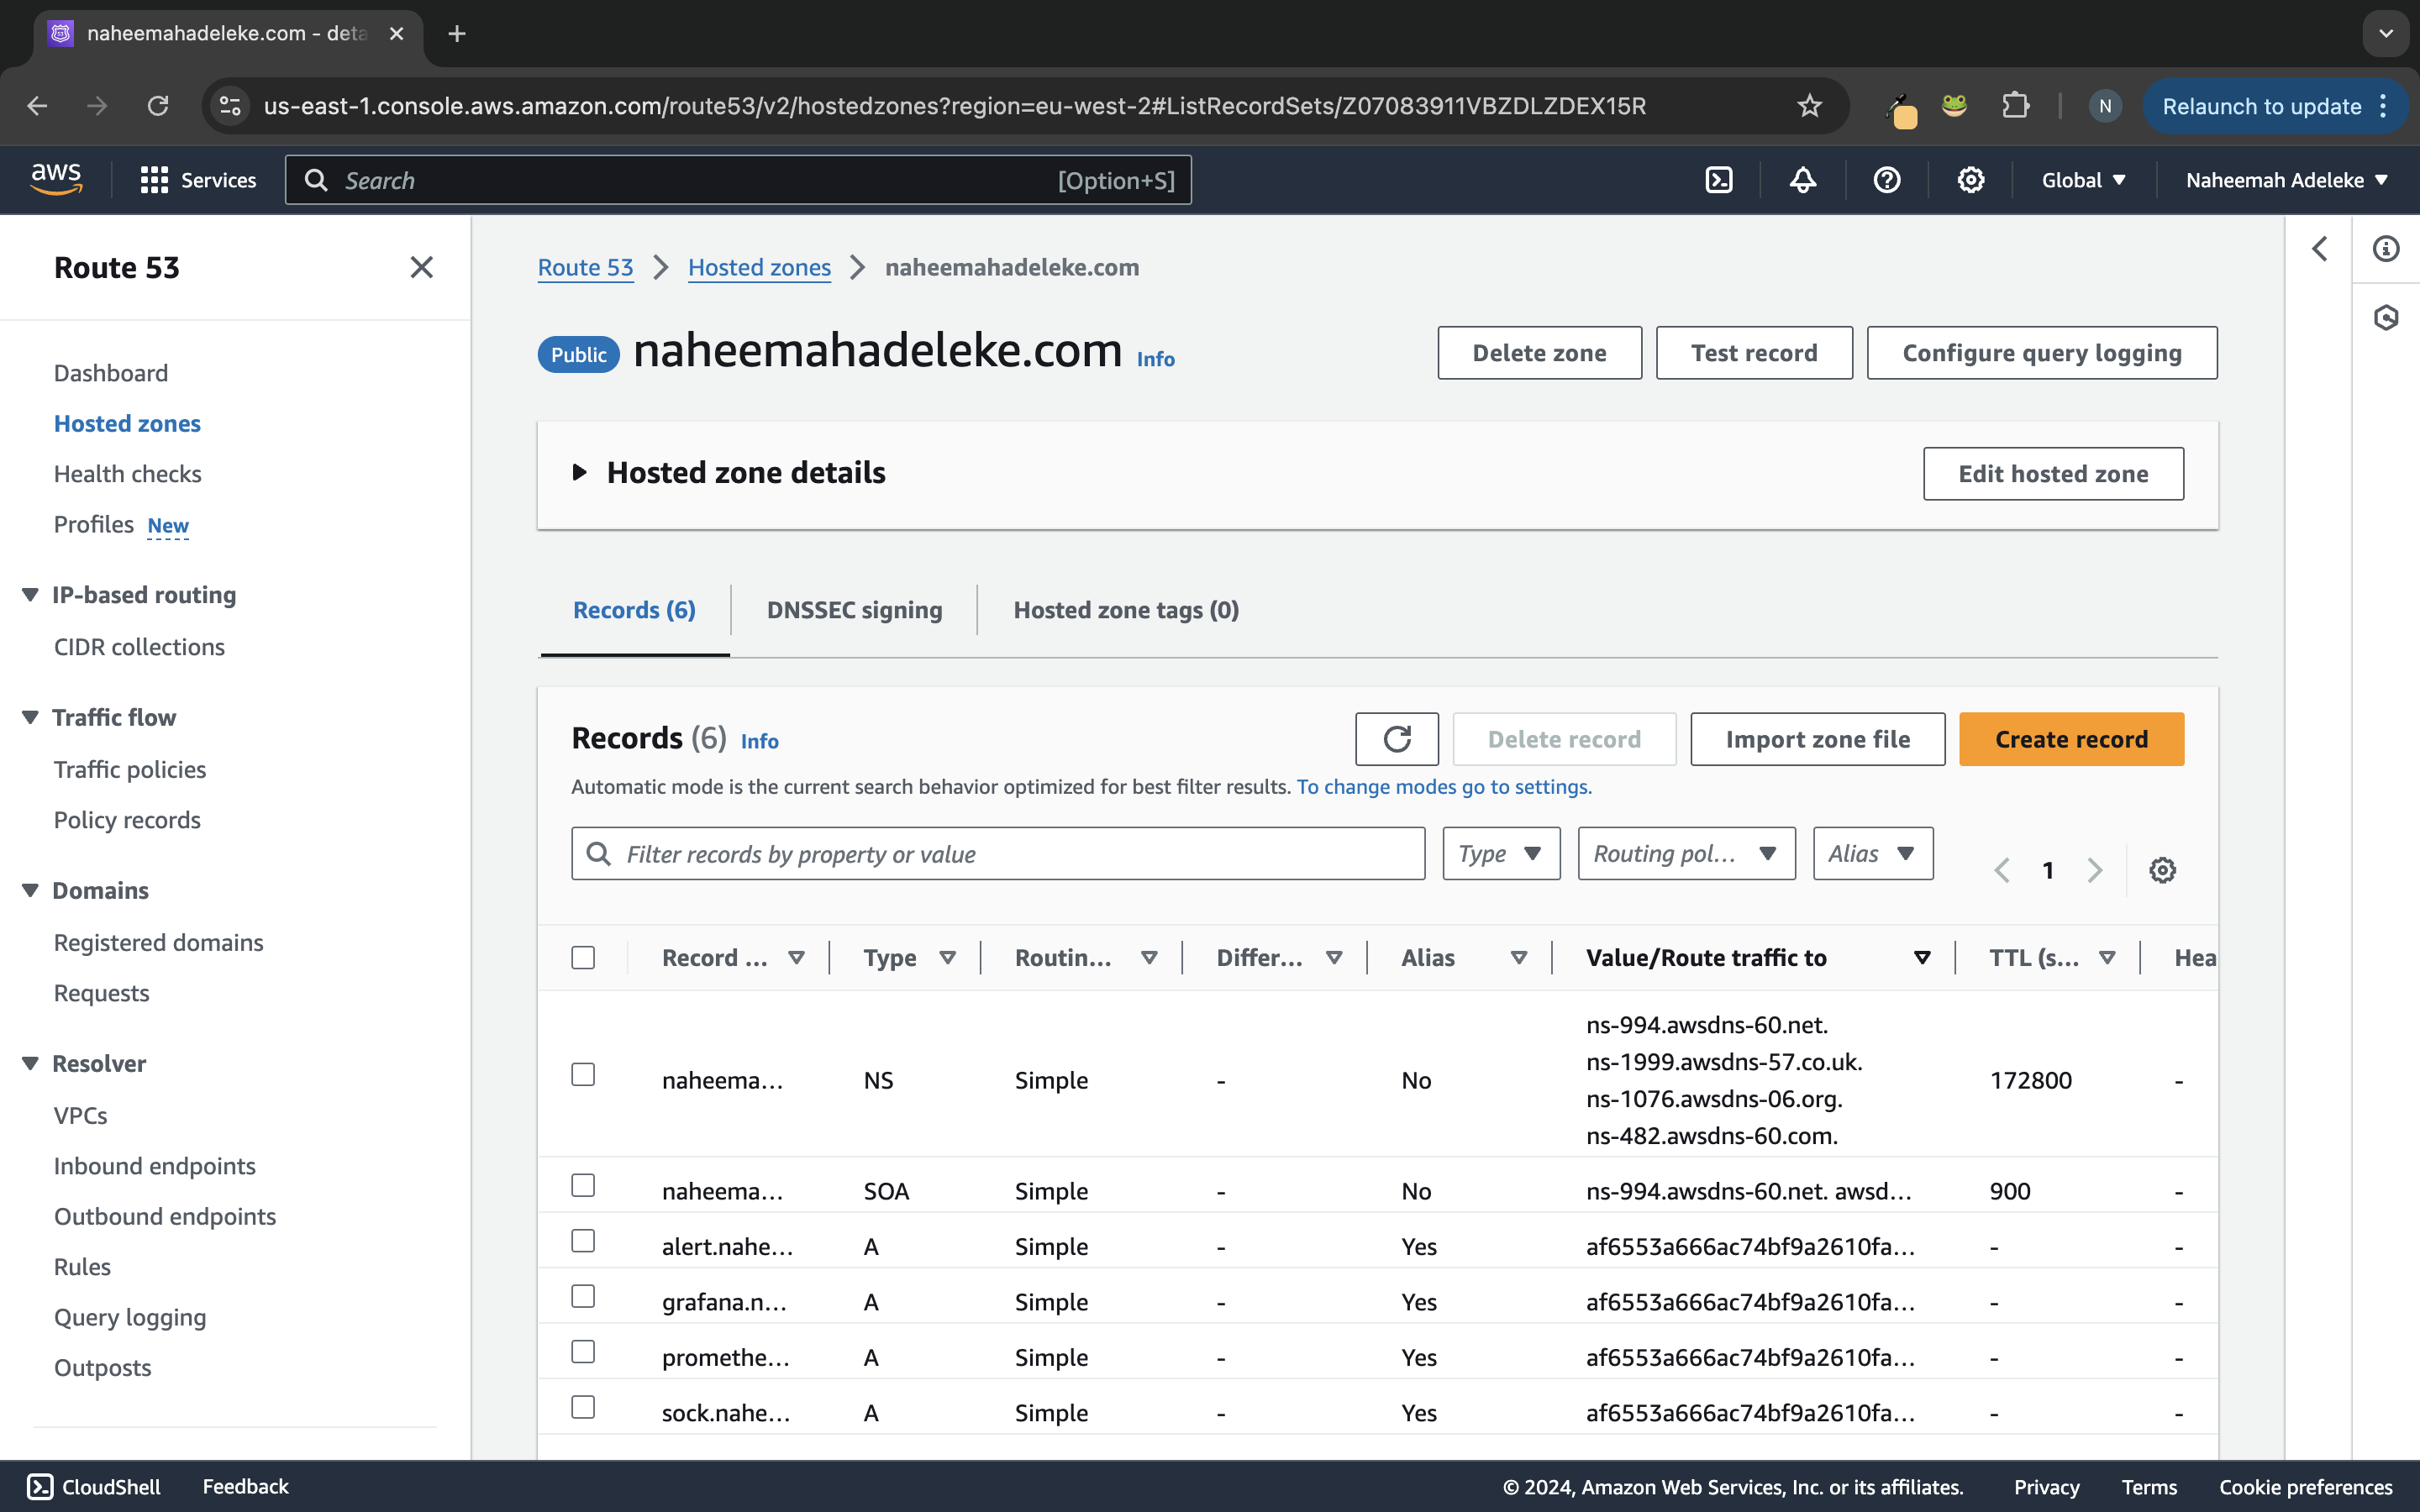 naheemahadeleke.com - deta
us-east-1.console.aws.amazon.com/route53/v2/hostedzones?region=eu-west-2#ListRecordSets/Z07083911VBZDLZDEX15R
N
Relaunch to update
aws
Services
Search
[Option+S]
Global
Naheemah Adeleke
Route 53
Dashboard
Hosted zones
Health checks
Profiles New
IP-based routing
CIDR collections
Traffic flow
Traffic policies
Policy records
Domains
Registered domains
Requests
Resolver
VPCs
Inbound endpoints
Outbound endpoints
Rules
Query logging
Outposts
Route 53 > Hosted zones > naheemahadeleke.com
Public naheemahadeleke.com Info
Delete zone
Test record
Configure query logging
Hosted zone details
Edit hosted zone
Records (6)
DNSSEC signing
Hosted zone tags (0)
Records (6) Info
Delete record
Import zone file
Create record
Automatic mode is the current search behavior optimized for best filter results. To change modes go to settings.
Filter records by property or value
Type
Routing pol...
Alias
1
Record ... Type Routin... Differ... Alias Value/Route traffic to TTL (s... Hea
naheema... NS Simple - No
ns-994.awsdns-60.net.
ns-1999.awsdns-57.co.uk.
ns-1076.awsdns-06.org.
ns-482.awsdns-60.com.
172800 -
naheema... SOA Simple - No ns-994.awsdns-60.net. awsd... 900 -
alert.nahe... A Simple - Yes af6553a666ac74bf9a2610fa... - -
grafana.n... A Simple - Yes af6553a666ac74bf9a2610fa... - -
promethe... A Simple - Yes af6553a666ac74bf9a2610fa... - -
sock.nahe... A Simple - Yes af6553a666ac74bf9a2610fa... - -
CloudShell
Feedback
© 2024, Amazon Web Services, Inc. or its affiliates.
Privacy
Terms
Cookie preferences